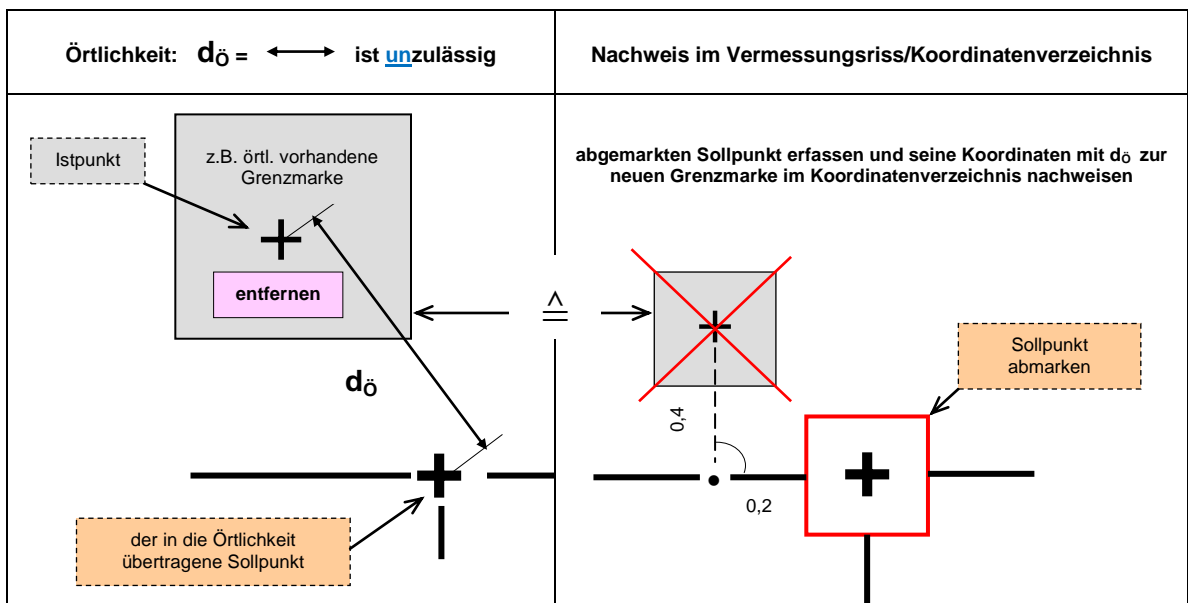 Örtlichkeit: dÖ = ist unzulässig
Nachweis im Vermessungsriss/Koordinatenverzeichnis
Istpunkt
z.B. örtl. vorhandene
Grenzmarke
entfernen
dÖ
der in die Örtlichkeit
übertragene Sollpunkt
≙
abgemarkten Sollpunkt erfassen und seine Koordinaten mit dÖ zur
neuen Grenzmarke im Koordinatenverzeichnis nachweisen
Sollpunkt
abmarken
0,4
0,2